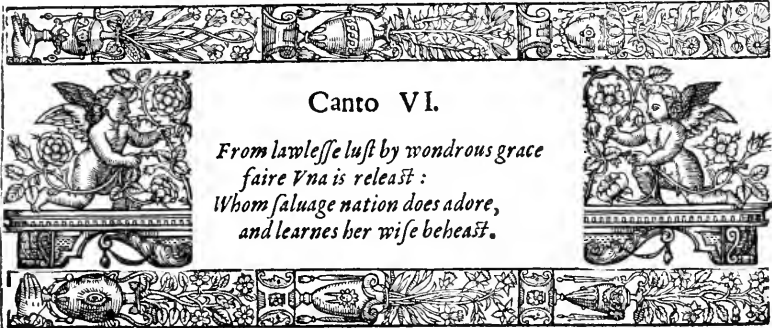 Canto VI.
From lawleſſe luſt by wondrous grace
faire Vna is releaſt :
Whom ſaluage nation does adore,
and learnes her wiſe beheaſt.